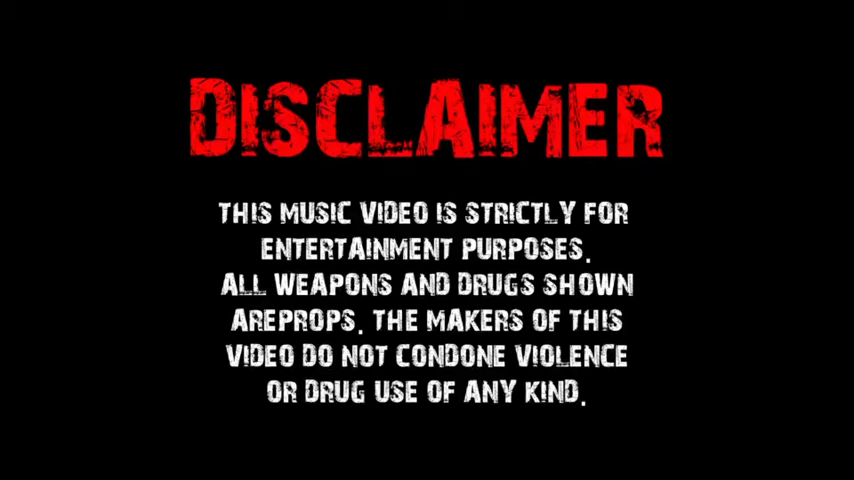 DISCLAIMER
THIS MUSIC VIDEO IS STRICTLY FOR
ENTERTAINMENT PURPOSES.
ALL WEAPONS AND DRUGS SHOWN
AREPROPS. THE MAKERS OF THIS
VIDEO DO NOT CONDONE VIOLENCE
OR DRUG USE OF ANY KIND.